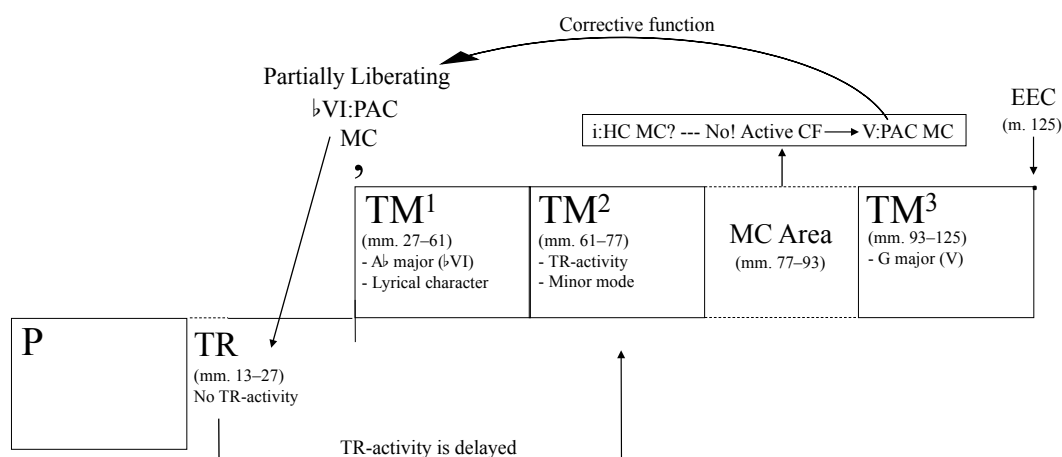 Corrective function
Partially Liberating
♭VI:PAC
MC
,
EEC
(m. 125)
i:HC MC? --- No! Active CF → V:PAC MC
TM¹
(mm. 27–61)
- A♭ major (♭VI)
- Lyrical character
TM²
(mm. 61–77)
- TR-activity
- Minor mode
MC Area
(mm. 77–93)
TM³
(mm. 93–125)
- G major (V)
P
TR
(mm. 13–27)
No TR-activity
TR-activity is delayed